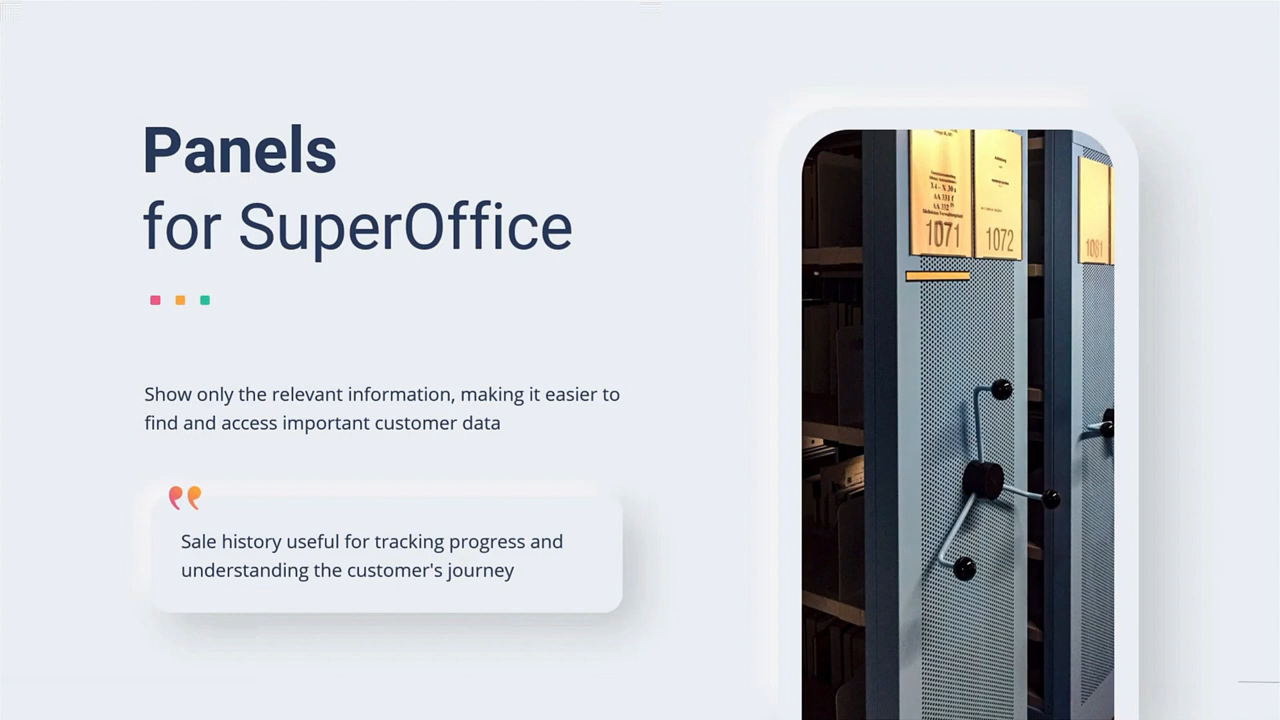 Panels
for SuperOffice
Show only the relevant information, making it easier to
find and access important customer data
Sale history useful for tracking progress and
understanding the customer's journey
1071
1072
1081